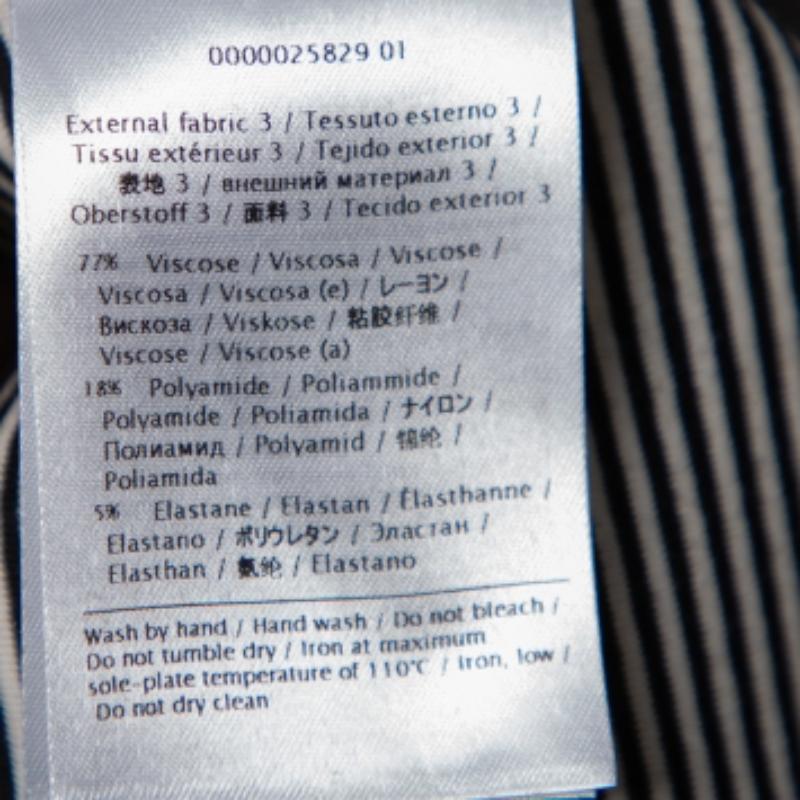 0000025829 01
External fabric 3 / Tessuto esterno 3 /
Tissu extérieur 3 / Tejido exterior 3 /
表地 3 / внешний материал 3 /
Oberstoff 3 / 面料 3 / Tecido exterior 3
77% Viscose / Viscosa / Viscose /
Viscosa / Viscosa (e) / レーヨン /
Вискоза / Viskose / 粘胶纤维 /
Viscose / Viscose (a)
18% Polyamide / Poliammide /
Polyamide / Poliamida / ナイロン /
Полиамид / Polyamid / 锦纶 /
Poliamida
5% Elastane / Elastan / Élasthanne /
Elastano / ポリウレタン / Эластан /
Elasthan / 氨纶 / Elastano
Wash by hand / Hand wash / Do not bleach /
Do not tumble dry / Iron at maximum
sole-plate temperature of 110°C / Iron, low /
Do not dry clean